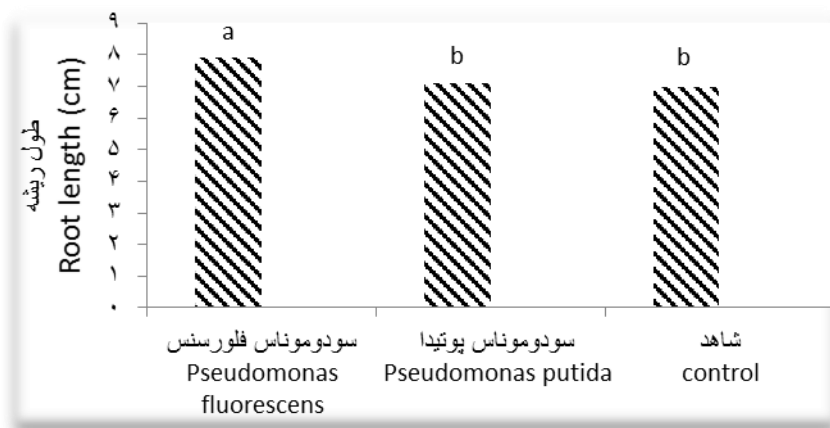 ۹
۸
۷
۶
۵
۴
۳
۲
۱
۰
طول ریشه
Root length (cm)
a
b
b
سودوموناس فلورسنس
Pseudomonas
fluorescens
سودوموناس پوتیدا
Pseudomonas putida
شاهد
control